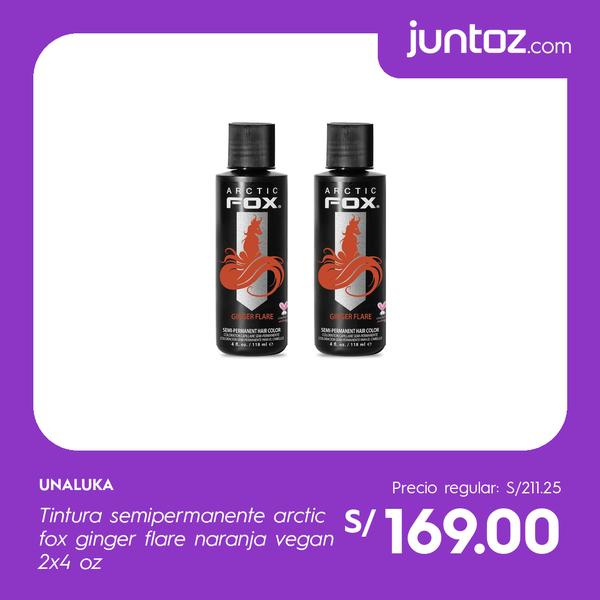 juntoz.com
ARCTIC
FOX®
GINGER FLARE
SEMI-PERMANENT HAIR COLOR
4 fl. oz. / 118 ml e
ARCTIC
FOX®
GINGER FLARE
SEMI-PERMANENT HAIR COLOR
4 fl. oz. / 118 ml e
UNALUKA
Tintura semipermanente arctic
fox ginger flare naranja vegan
2x4 oz
Precio regular: S/211.25
S/169.00